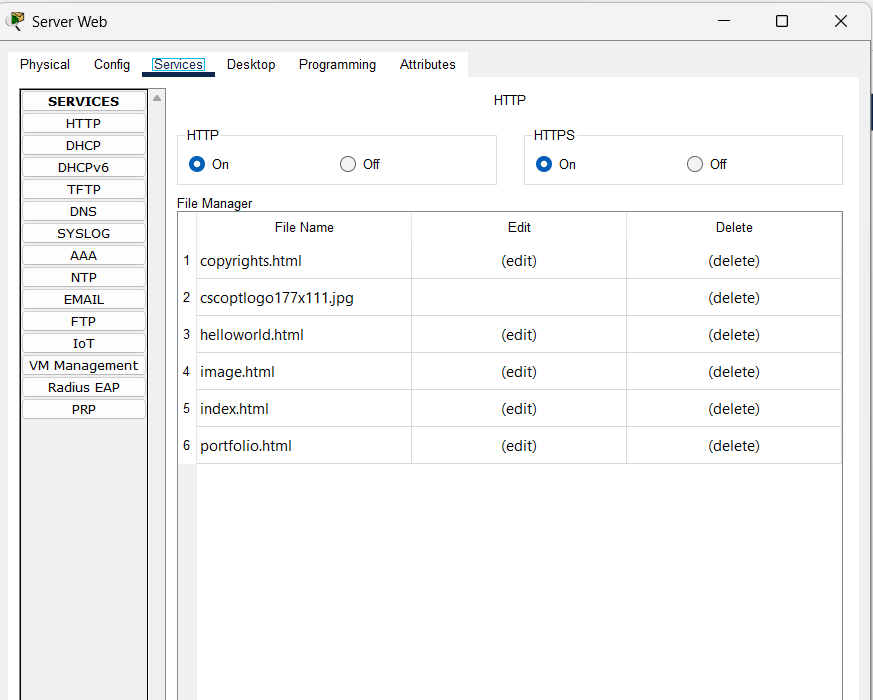 Server Web
Physical Config Services Desktop Programming Attributes
SERVICES
HTTP
DHCP
DHCPv6
TFTP
DNS
SYSLOG
AAA
NTP
EMAIL
FTP
IoT
VM Management
Radius EAP
PRP
HTTP
HTTP
On Off
HTTPS
On Off
File Manager
File Name Edit Delete
1 copyrights.html (edit) (delete)
2 cscoptlogo177x111.jpg (delete)
3 helloworld.html (edit) (delete)
4 image.html (edit) (delete)
5 index.html (edit) (delete)
6 portfolio.html (edit) (delete)